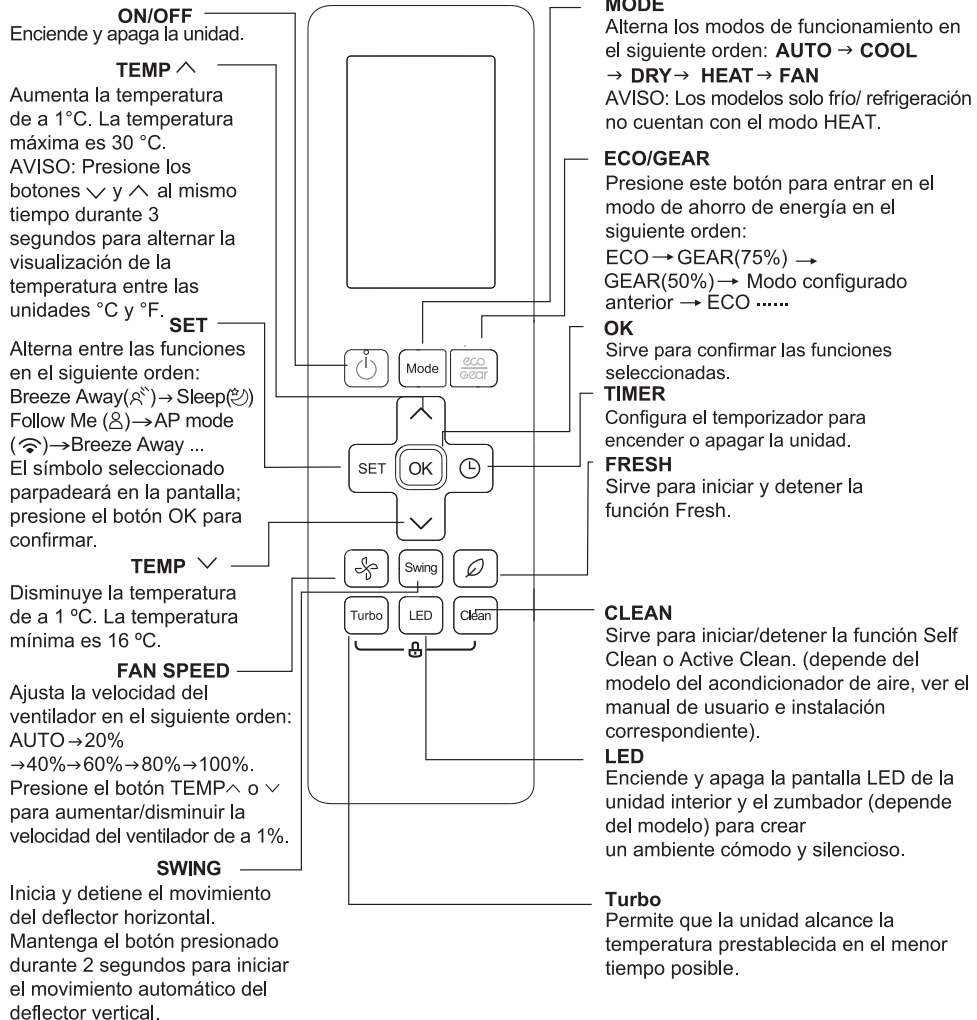 ON/OFF
Enciende y apaga la unidad.
TEMP ∧
Aumenta la temperatura
de a 1°C. La temperatura
máxima es 30 °C.
AVISO: Presione los
botones ∨ y ∧ al mismo
tiempo durante 3
segundos para alternar la
visualización de la
temperatura entre las
unidades °C y °F.
SET
Alterna entre las funciones
en el siguiente orden:
Breeze Away( )→Sleep( )
Follow Me ( )→AP mode
( )→Breeze Away ...
El símbolo seleccionado
parpadeará en la pantalla;
presione el botón OK para
confirmar.
TEMP ∨
Disminuye la temperatura
de a 1 ºC. La temperatura
mínima es 16 ºC.
FAN SPEED
Ajusta la velocidad del
ventilador en el siguiente orden:
AUTO→20%
→40%→60%→80%→100%.
Presione el botón TEMP∧ o ∨
para aumentar/disminuir la
velocidad del ventilador de a 1%.
SWING
Inicia y detiene el movimiento
del deflector horizontal.
Mantenga el botón presionado
durante 2 segundos para iniciar
el movimiento automático del
deflector vertical.
Mode
eco
Gear
SET
OK
Swing
Turbo
LED
Clean
MODE
Alterna los modos de funcionamiento en
el siguiente orden: AUTO → COOL
→ DRY→ HEAT→ FAN
AVISO: Los modelos solo frío/ refrigeración
no cuentan con el modo HEAT.
ECO/GEAR
Presione este botón para entrar en el
modo de ahorro de energía en el
siguiente orden:
ECO→GEAR(75%) →
GEAR(50%)→ Modo configurado
anterior → ECO ······
OK
Sirve para confirmar las funciones
seleccionadas.
TIMER
Configura el temporizador para
encender o apagar la unidad.
FRESH
Sirve para iniciar y detener la
función Fresh.
CLEAN
Sirve para iniciar/detener la función Self
Clean o Active Clean. (depende del
modelo del acondicionador de aire, ver el
manual de usuario e instalación
correspondiente).
LED
Enciende y apaga la pantalla LED de la
unidad interior y el zumbador (depende
del modelo) para crear
un ambiente cómodo y silencioso.
Turbo
Permite que la unidad alcance la
temperatura prestablecida en el menor
tiempo posible.